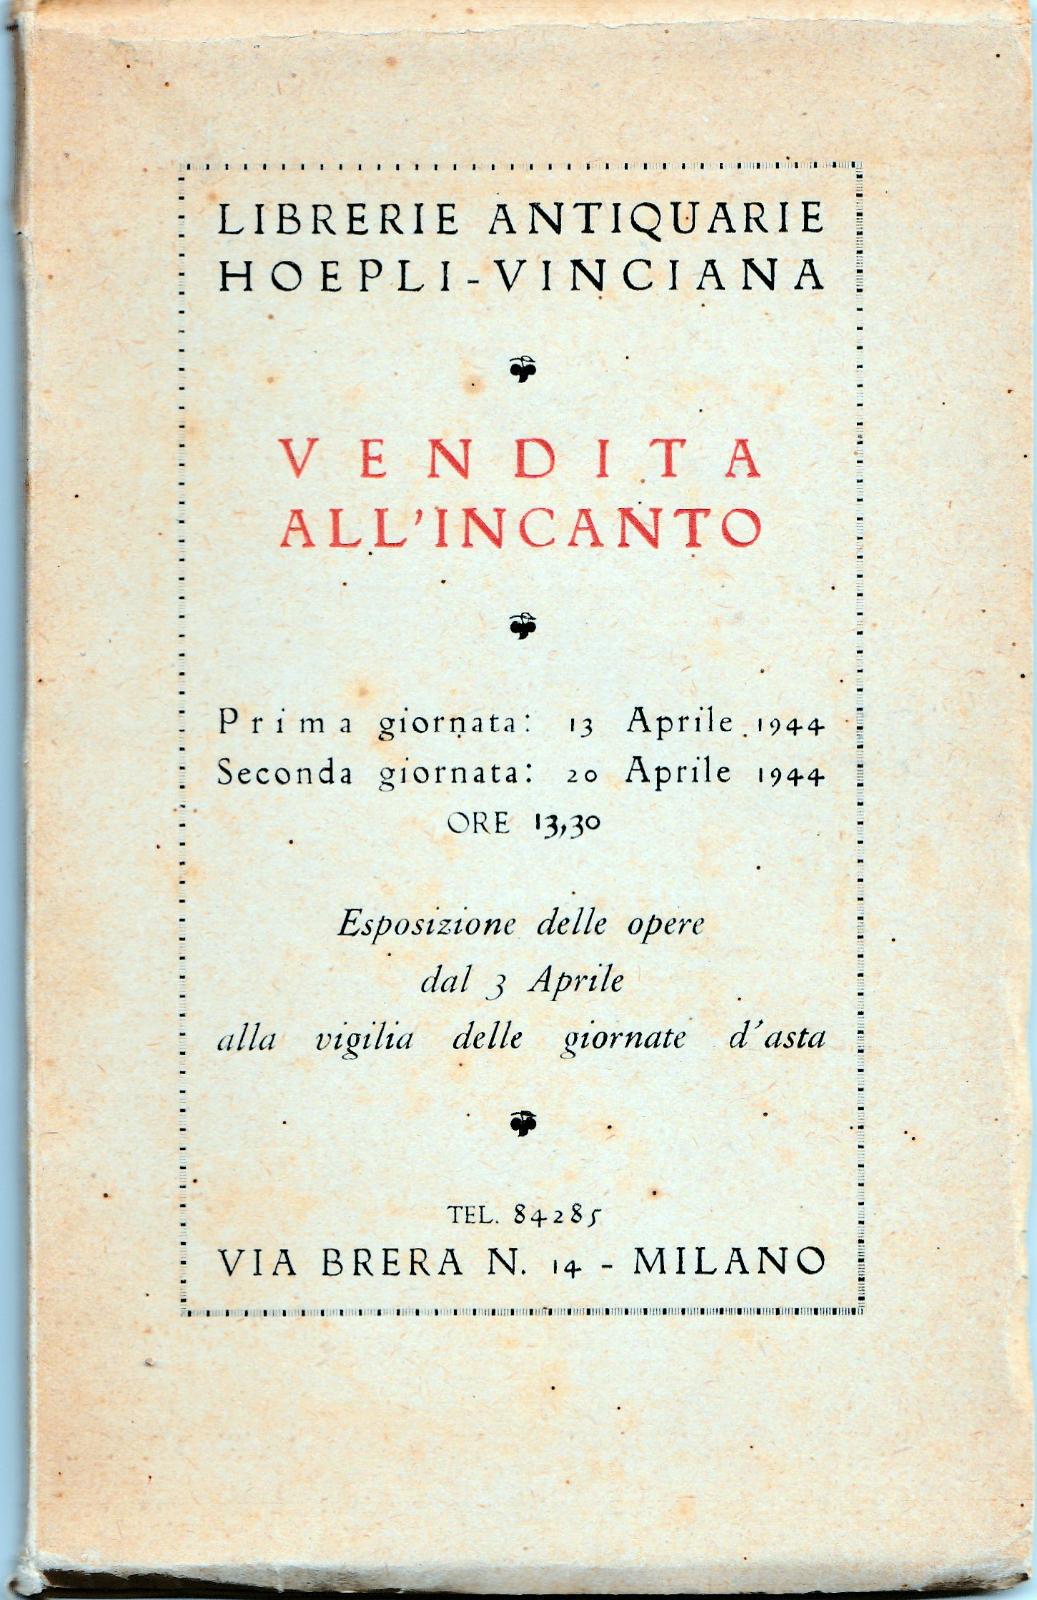 LIBRERIE ANTIQUARIE
HOEPLI-VINCIANA
VENDITA
ALL'INCANTO
Prima giornata: 13 Aprile 1944
Seconda giornata: 20 Aprile 1944
ORE 13,30
Esposizione delle opere
dal 3 Aprile
alla vigilia delle giornate d'asta
TEL. 84285
VIA BRERA N. 14 - MILANO